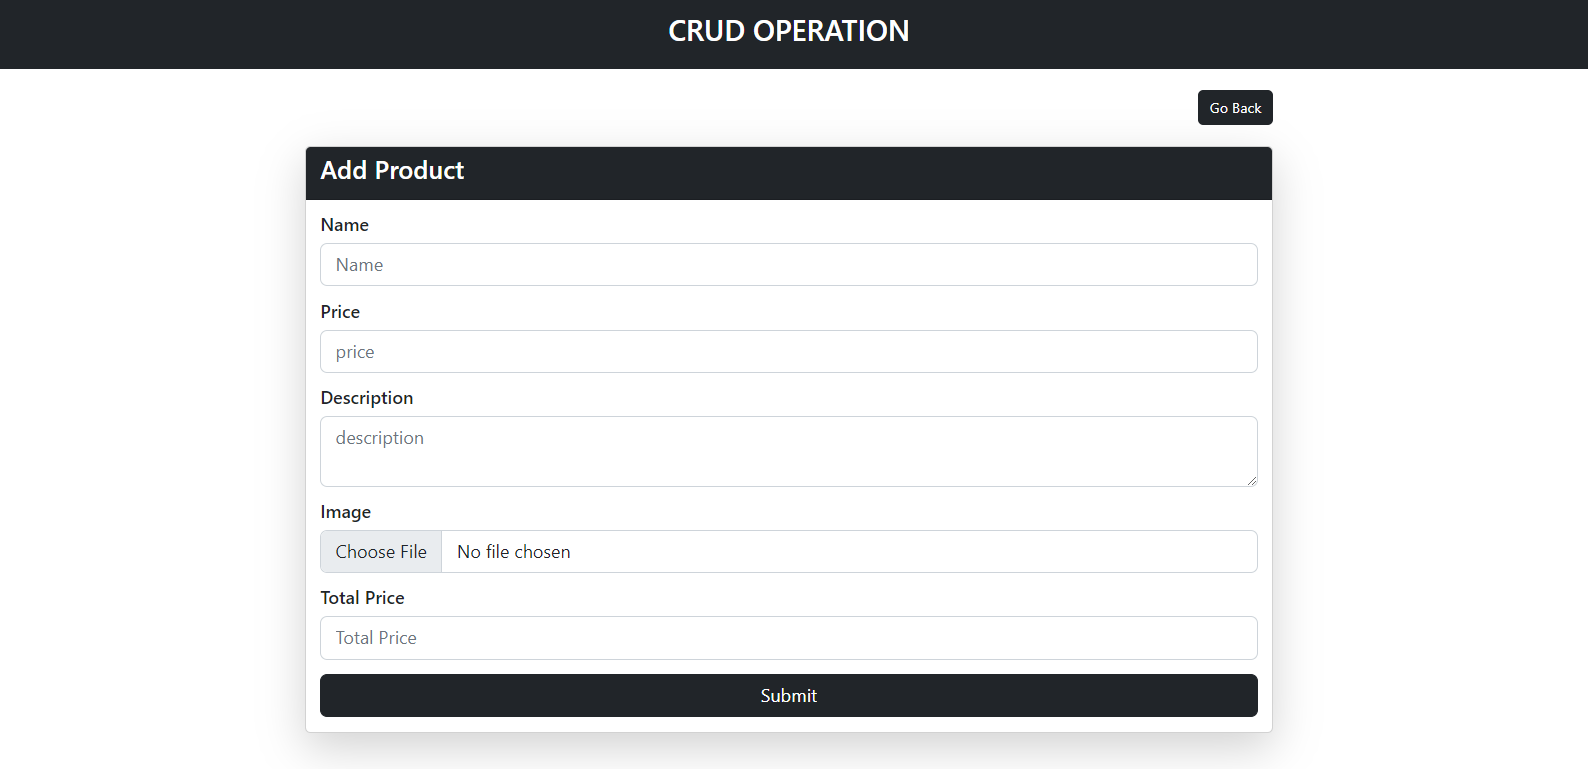 CRUD OPERATION
Go Back
Add Product
Name
Name
Price
price
Description
description
Image
Choose File No file chosen
Total Price
Total Price
Submit